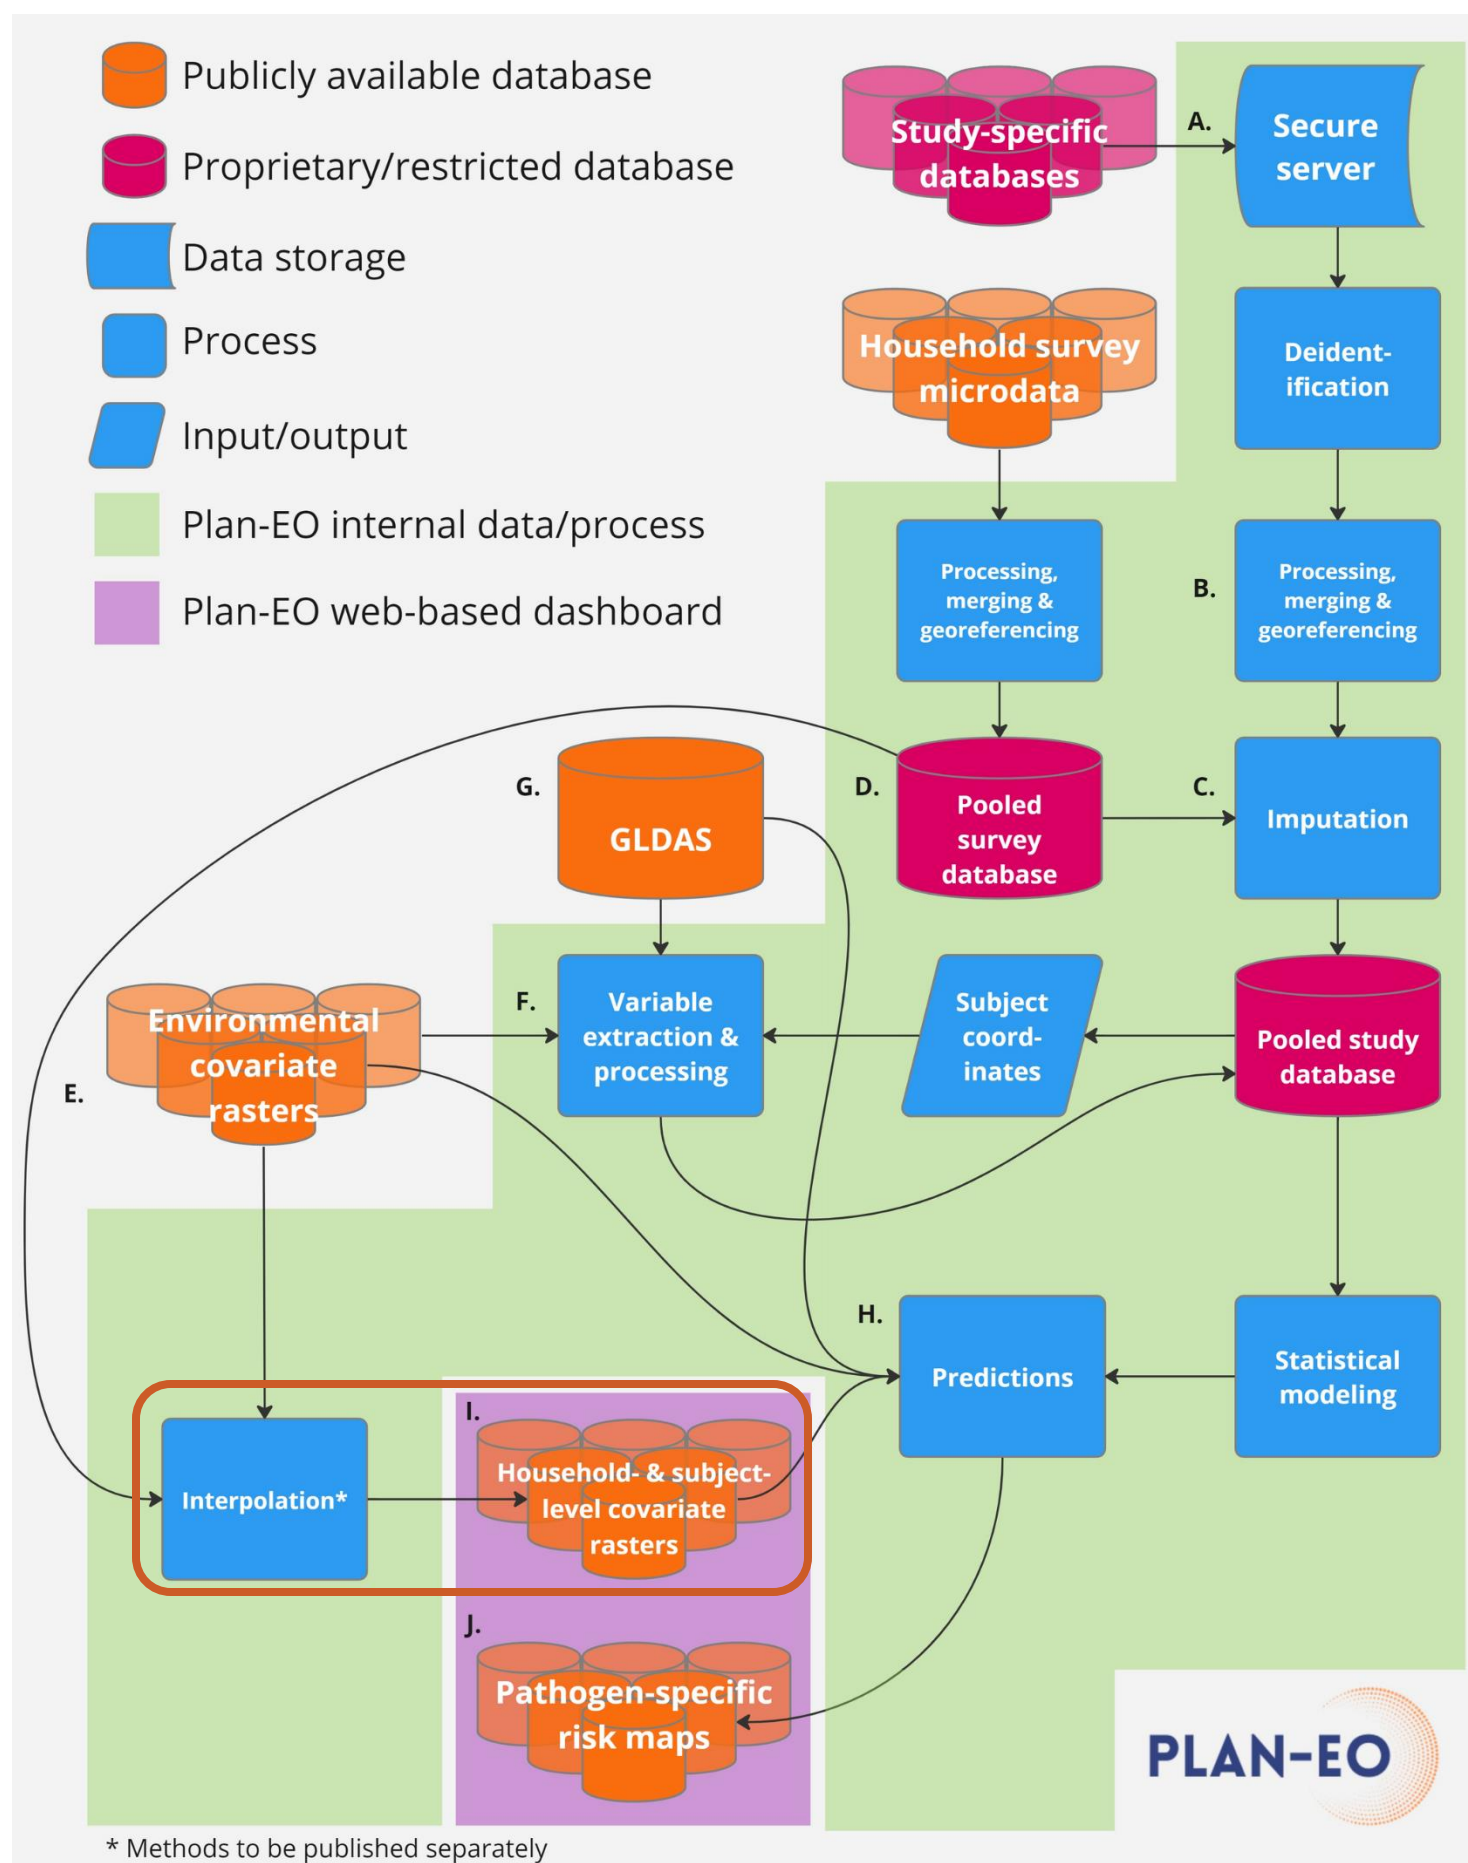 Publicly available database
Proprietary/restricted database
Data storage
Process
Input/output
Plan-EO internal data/process
Plan-EO web-based dashboard
Study-specific
databases
A.
Secure
server
Household survey
microdata
Deident-
ification
Processing,
merging &
georeferencing
B.
Processing,
merging &
georeferencing
G.
GLDAS
D.
Pooled
survey
database
C.
Imputation
E.
Environmental
covariate
rasters
F.
Variable
extraction &
processing
Subject
coord-
inates
Pooled study
database
H.
Predictions
Statistical
modeling
Interpolation*
I.
Household- & subject-
level covariate
rasters
J.
Pathogen-specific
risk maps
PLAN-EO
* Methods to be published separately